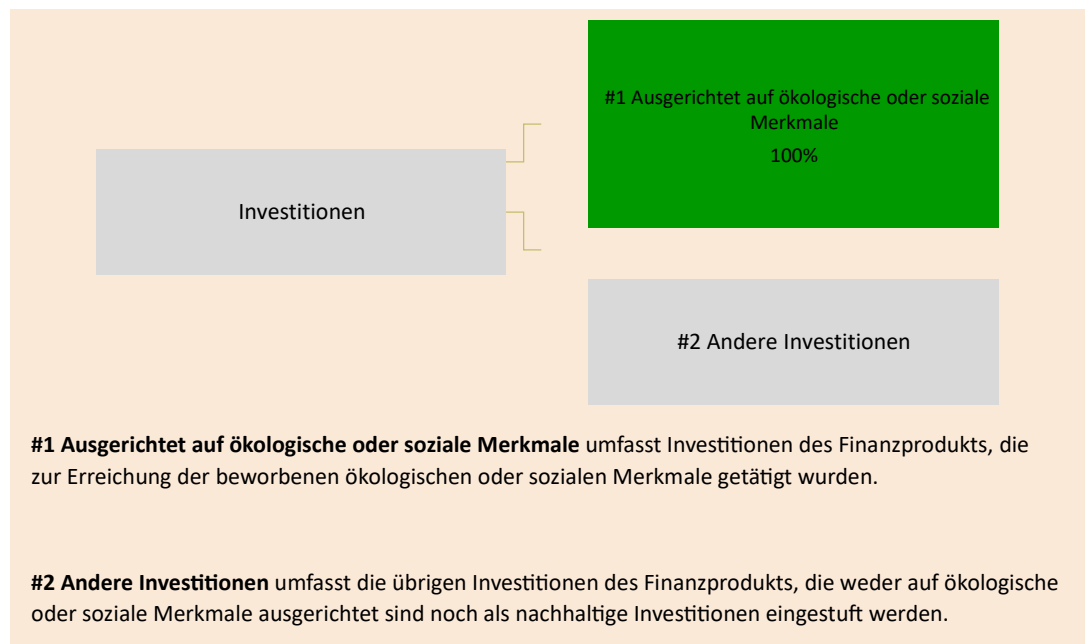 #1 Ausgerichtet auf ökologische oder soziale
Merkmale
100%
Investitionen
#2 Andere Investitionen
#1 Ausgerichtet auf ökologische oder soziale Merkmale umfasst Investitionen des Finanzprodukts, die
zur Erreichung der beworbenen ökologischen oder sozialen Merkmale getätigt wurden.
#2 Andere Investitionen umfasst die übrigen Investitionen des Finanzprodukts, die weder auf ökologische
oder soziale Merkmale ausgerichtet sind noch als nachhaltige Investitionen eingestuft werden.